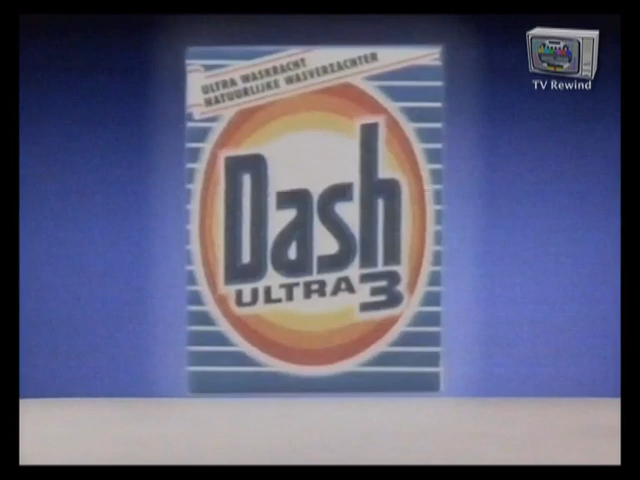 TV Rewind
ULTRA WASKRACHT
NATUURLIJKE WASVERZACHTER
Dash
ULTRA 3